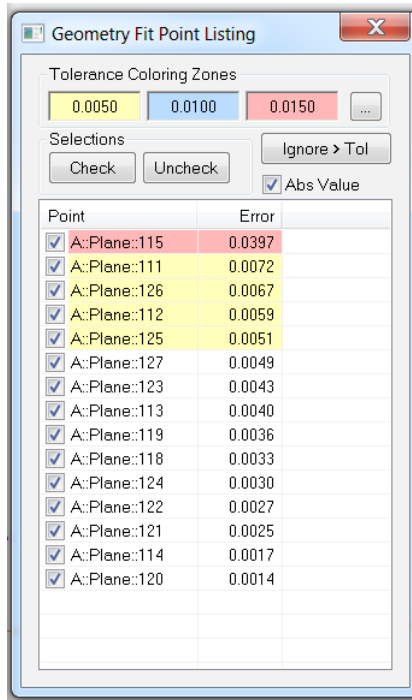 Geometry Fit Point Listing
X
Tolerance Coloring Zones
0.0050 0.0100 0.0150 ...
Selections
Check Uncheck
Ignore > Tol
Abs Value
Point Error
A::Plane::115 0.0397
A::Plane::111 0.0072
A::Plane::126 0.0067
A::Plane::112 0.0059
A::Plane::125 0.0051
A::Plane::127 0.0049
A::Plane::123 0.0043
A::Plane::113 0.0040
A::Plane::119 0.0036
A::Plane::118 0.0033
A::Plane::124 0.0030
A::Plane::122 0.0027
A::Plane::121 0.0025
A::Plane::114 0.0017
A::Plane::120 0.0014